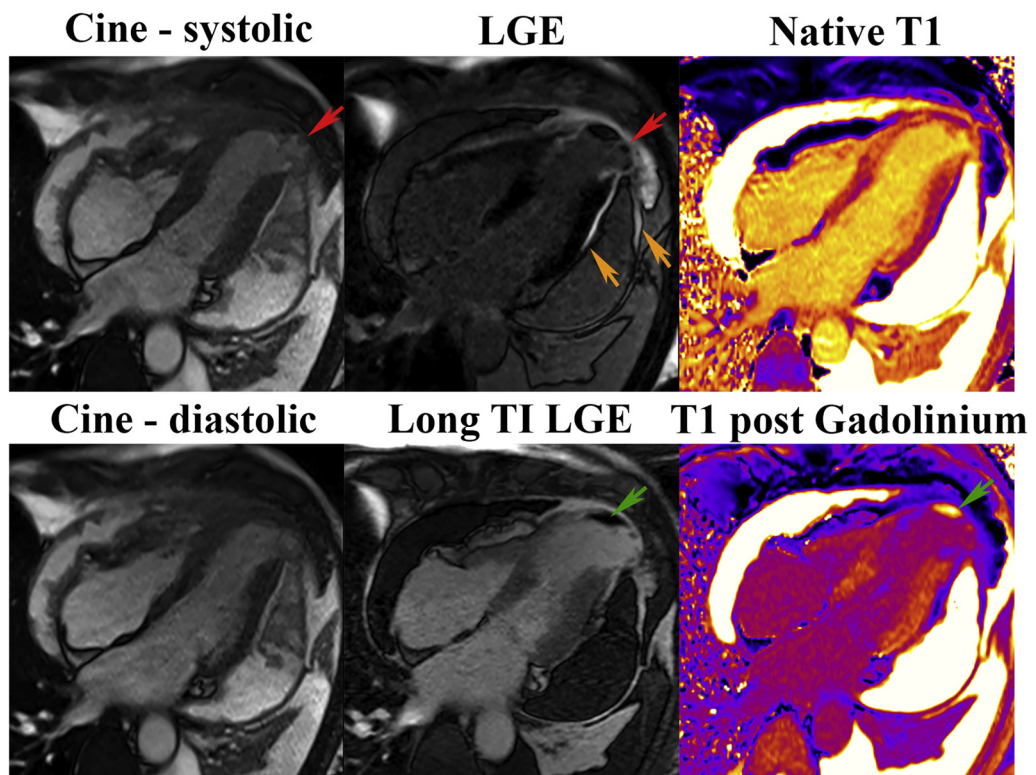 Cine - systolic
LGE
Native T1
Cine - diastolic
Long TI LGE
T1 post Gadolinium